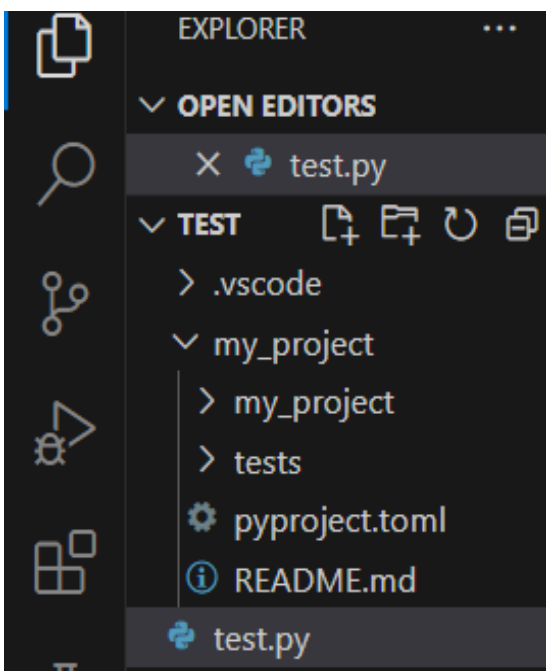 EXPLORER
OPEN EDITORS
test.py
TEST
.vscode
my_project
my_project
tests
pyproject.toml
README.md
test.py